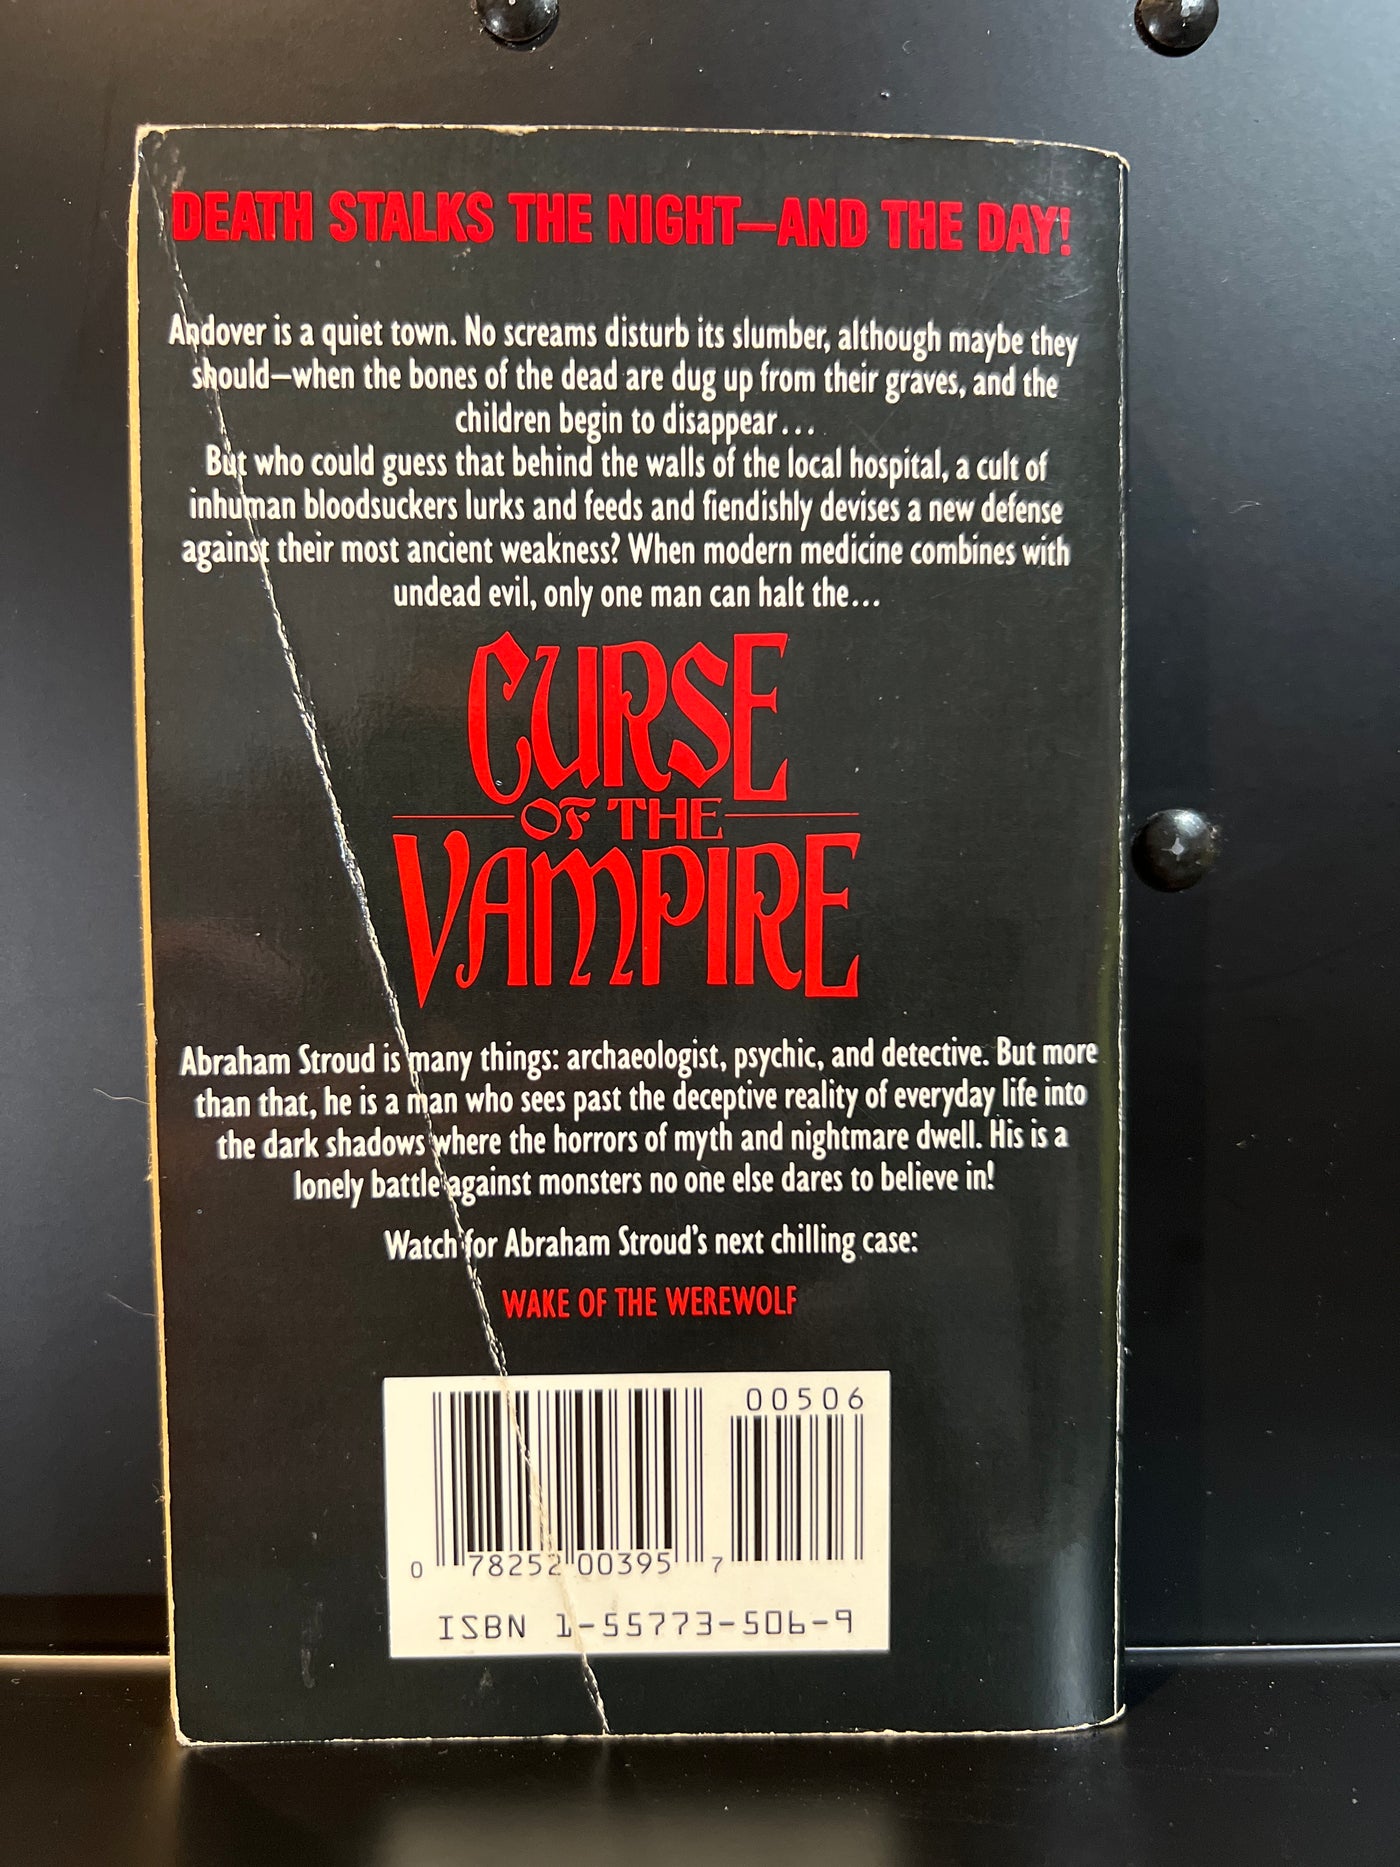 DEATH STALKS THE NIGHT—AND THE DAY!
Andover is a quiet town. No screams disturb its slumber, although maybe they
should—when the bones of the dead are dug up from their graves, and the
children begin to disappear...
But who could guess that behind the walls of the local hospital, a cult of
inhuman bloodsuckers lurks and feeds and fiendishly devises a new defense
against their most ancient weakness? When modern medicine combines with
undead evil, only one man can halt the...
CURSE
OF THE
VAMPIRE
Abraham Stroud is many things: archaeologist, psychic, and detective. But more
than that, he is a man who sees past the deceptive reality of everyday life into
the dark shadows where the horrors of myth and nightmare dwell. His is a
lonely battle against monsters no one else dares to believe in!
Watch for Abraham Stroud's next chilling case:
WAKE OF THE WEREWOLF
00506
0 78252 00395 7
ISBN 1-55773-506-9